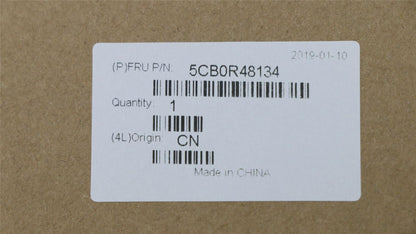 2019-01-10
(P)FRU P/N: 5CB0R48134
Quantity: 1
(4L)Origin: CN
Made in CHINA